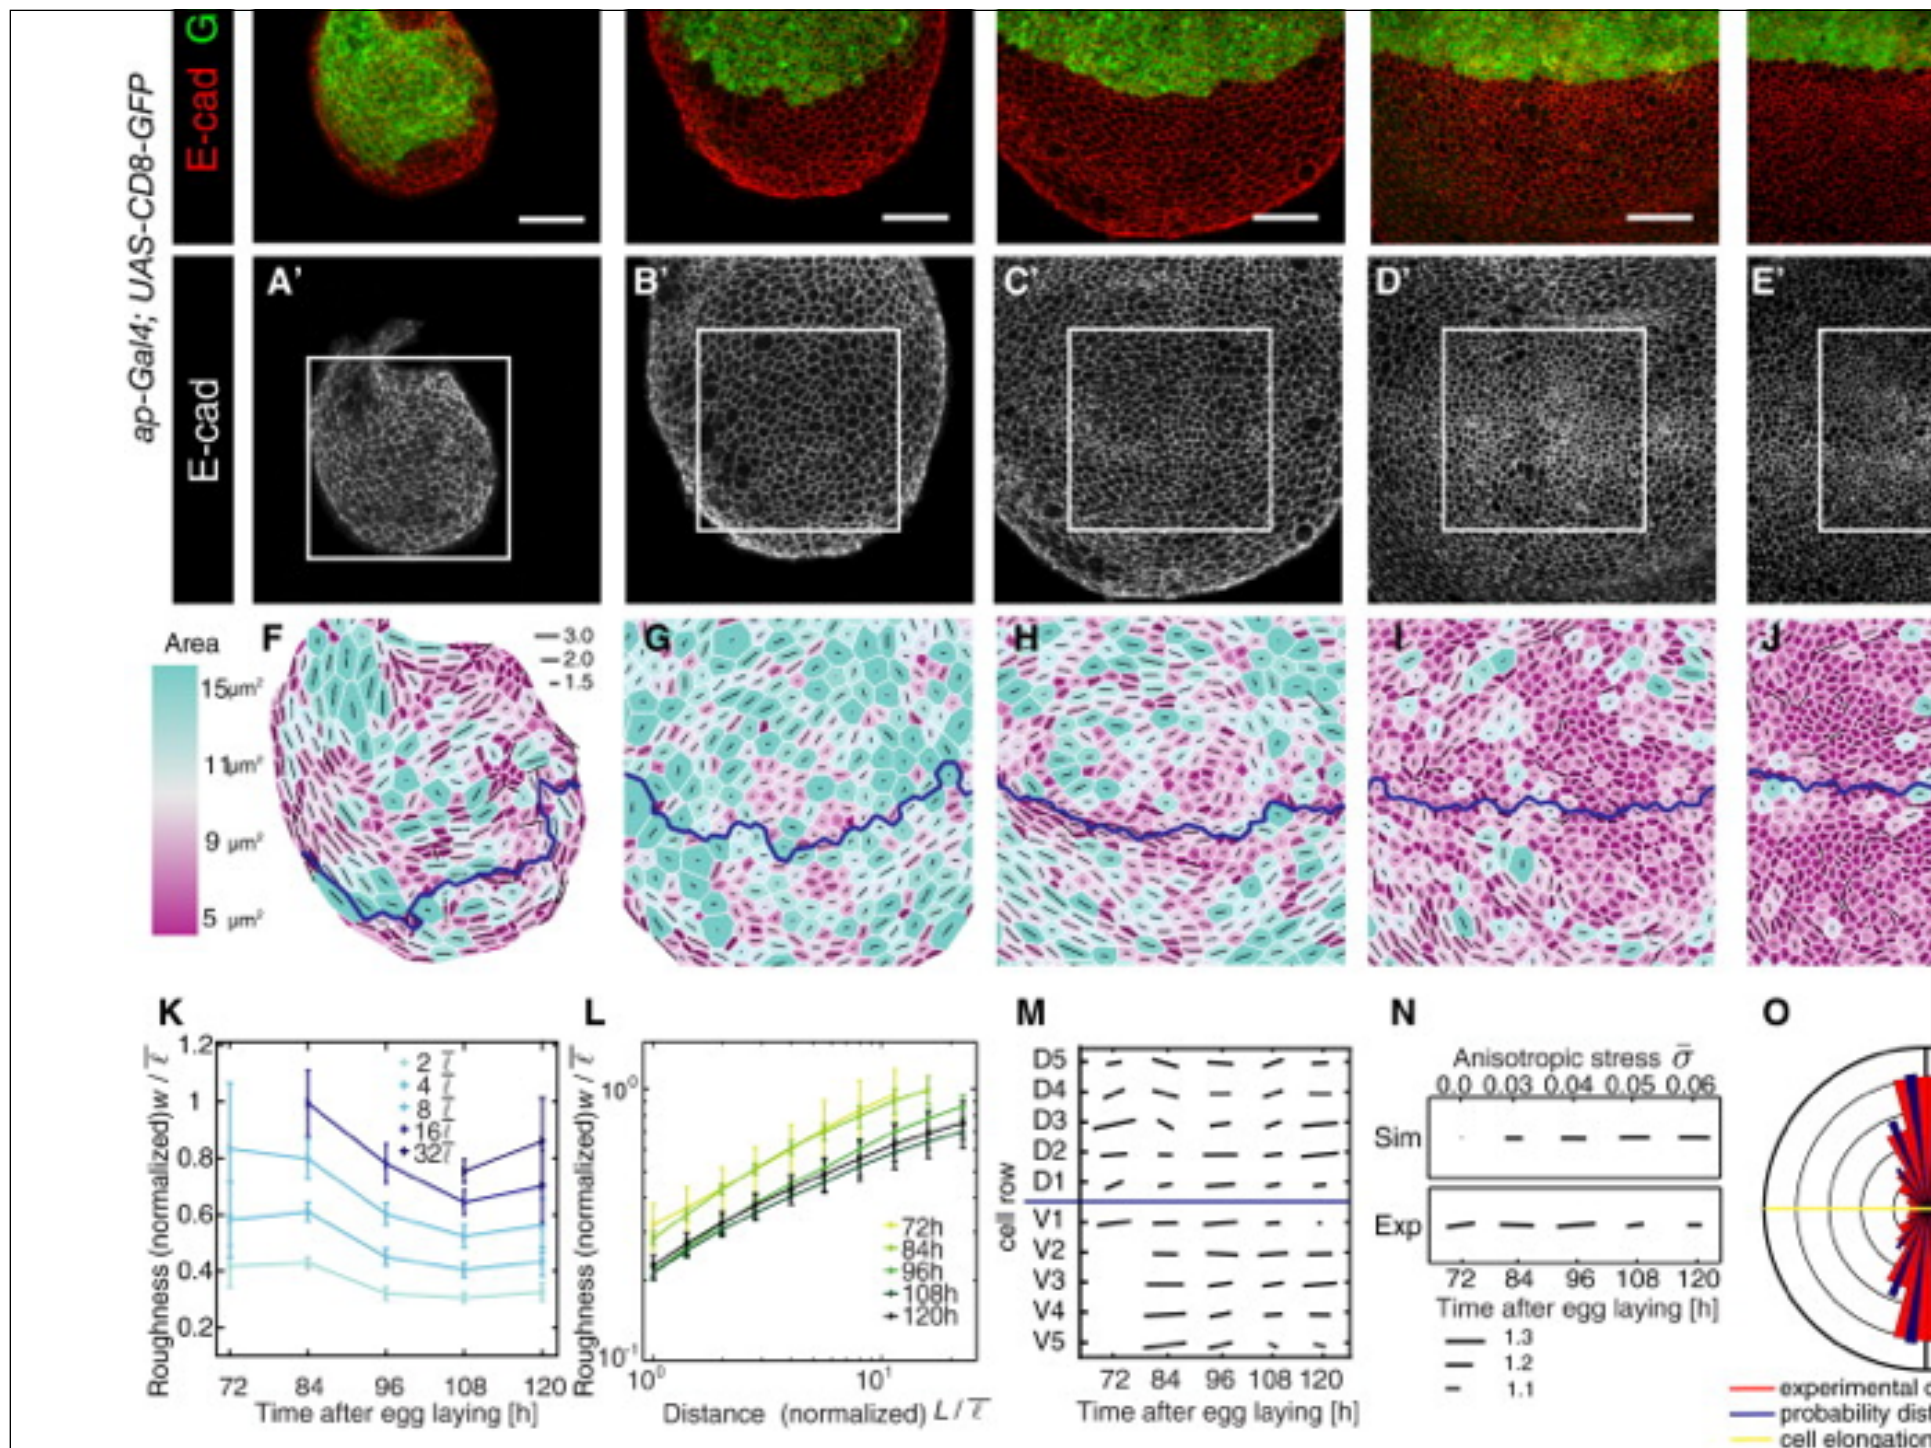 ap-Gal4; UAS-CD8-GFP
E-cad G
E-cad
A'
B'
C'
D'
E'
Area
15μm²
11μm²
9 μm²
5 μm²
F
3.0
2.0
1.5
G
H
I
J
K
Roughness (normalized) w / ℓ̅
1.2
1
0.8
0.6
0.4
0.2
2 ℓ̅
4 ℓ̅
8 ℓ̅
16 ℓ̅
32 ℓ̅
72 84 96 108 120
Time after egg laying [h]
L
Roughness (normalized) w / ℓ̅
10⁰
10⁻¹
72h
84h
96h
108h
120h
10⁰ 10¹
Distance (normalized) L / ℓ̅
M
cell row
D5
D4
D3
D2
D1
V1
V2
V3
V4
V5
72 84 96 108 120
Time after egg laying [h]
N
Anisotropic stress σ̅
0.0 0.03 0.04 0.05 0.06
Sim
Exp
72 84 96 108 120
Time after egg laying [h]
1.3
1.2
1.1
O
experimental
probability
cell elongation